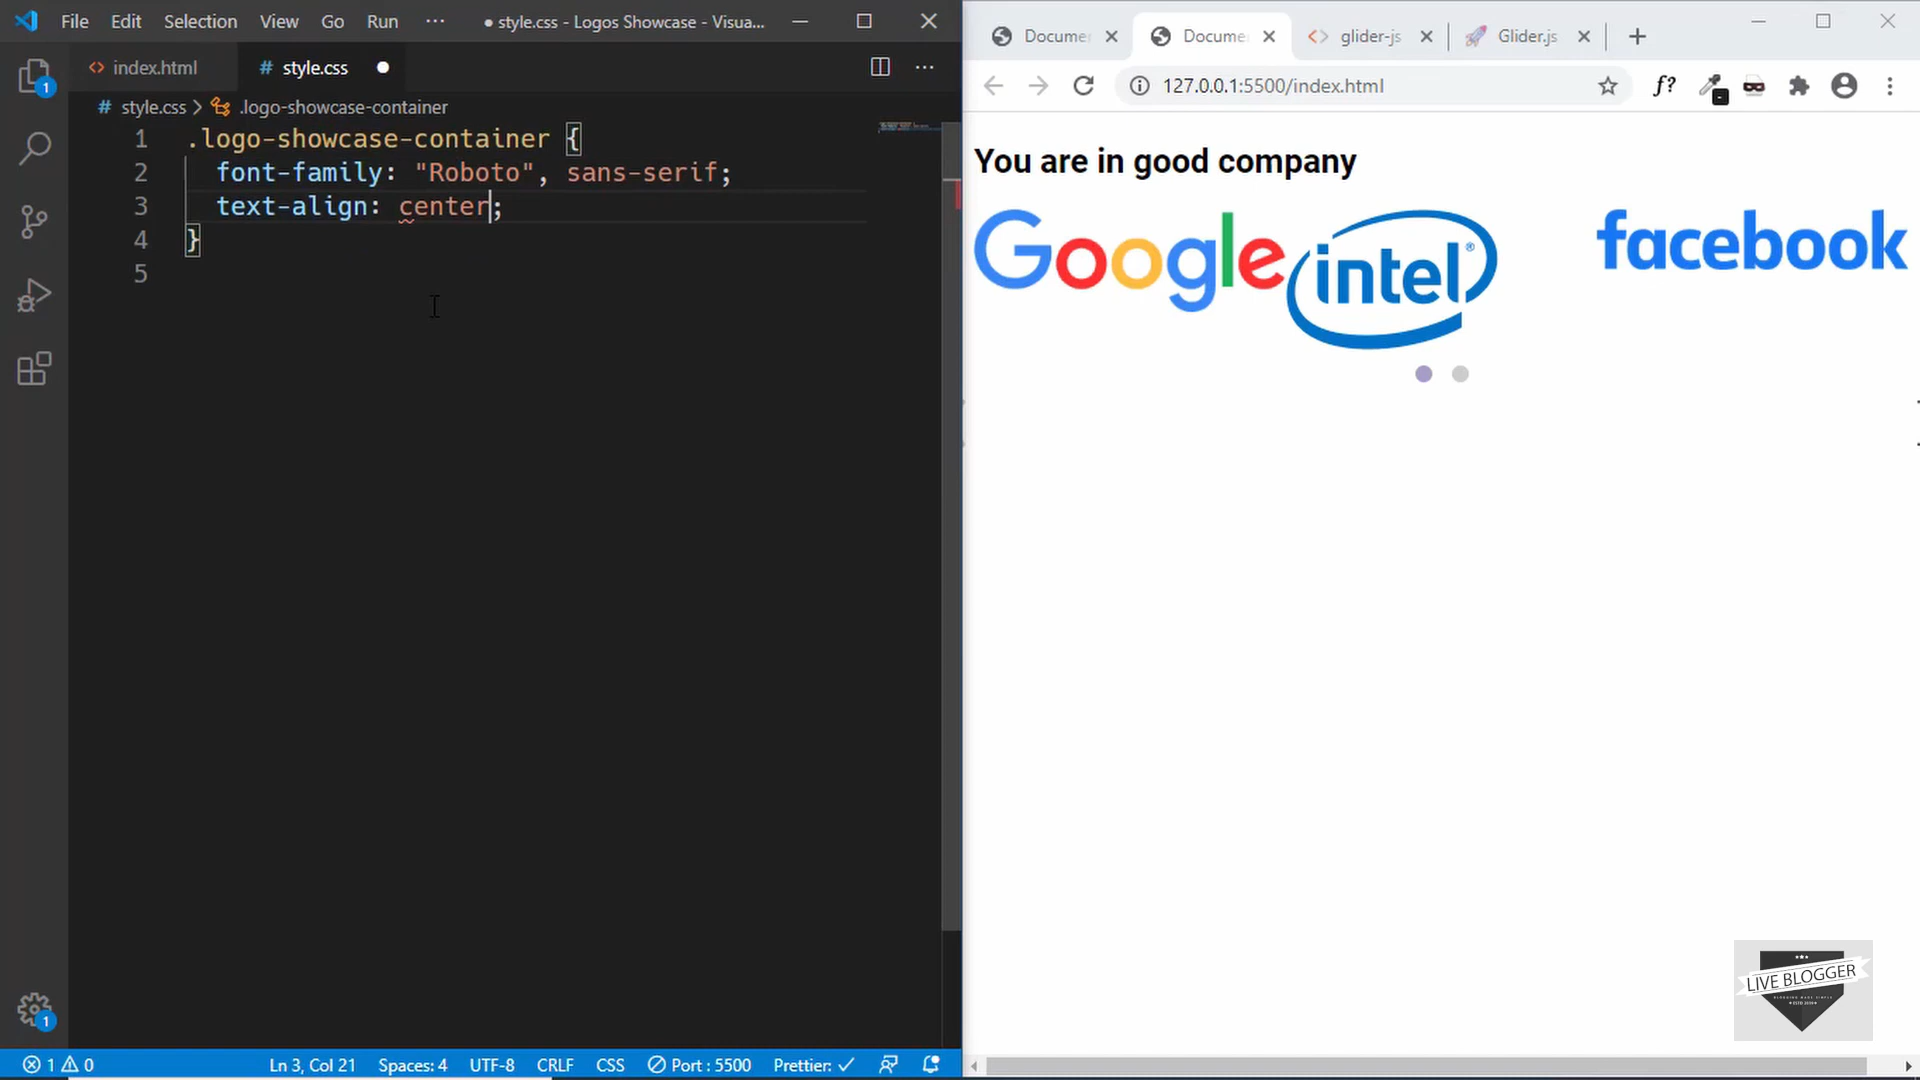 File Edit Selection View Go Run ··· ● style.css - Logos Showcase - Visua...
index.html # style.css ●
# style.css > .logo-showcase-container
1 .logo-showcase-container {
2 font-family: "Roboto", sans-serif;
3 text-align: center;
4 }
5
1
1
1 0 Ln 3, Col 21 Spaces: 4 UTF-8 CRLF CSS Port : 5500 Prettier: ✓
Docume Docume glider-js Glider.js
127.0.0.1:5500/index.html f?
You are in good company
Google intel® facebook
LIVE BLOGGER